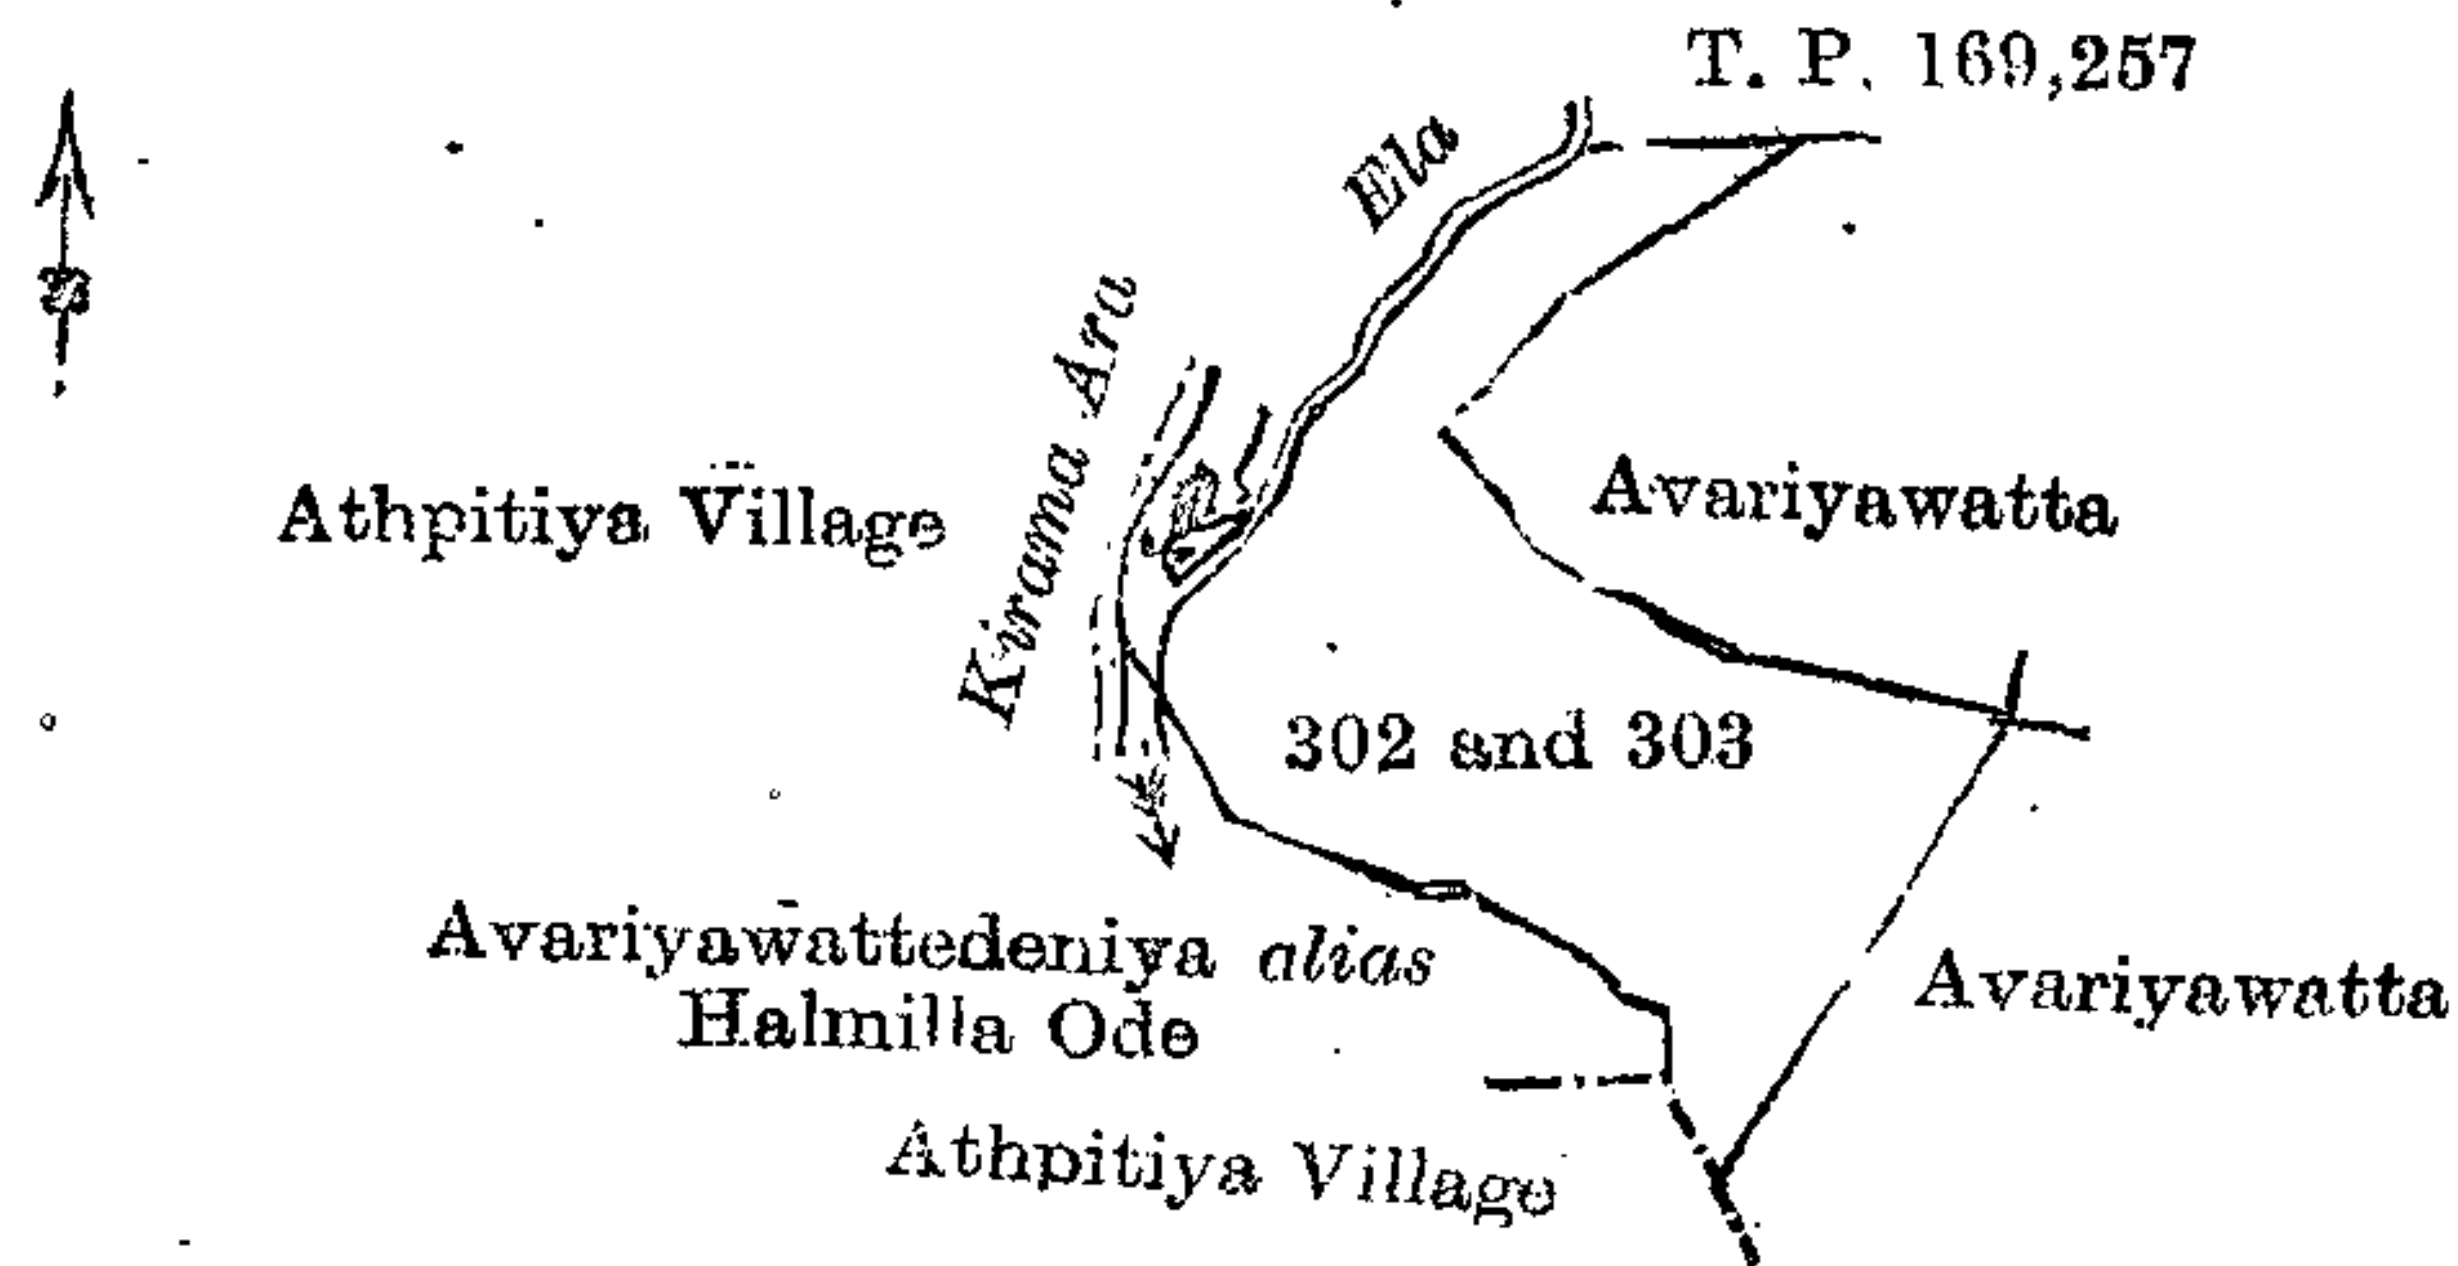 T. P. 169,257
Ela
N
Kirama Ara
Athpitiya Village
Avariyawatta
302 and 303
Avariyawattedeniya alias
Halmilla Ode
Avariyawatta
Athpitiya Village